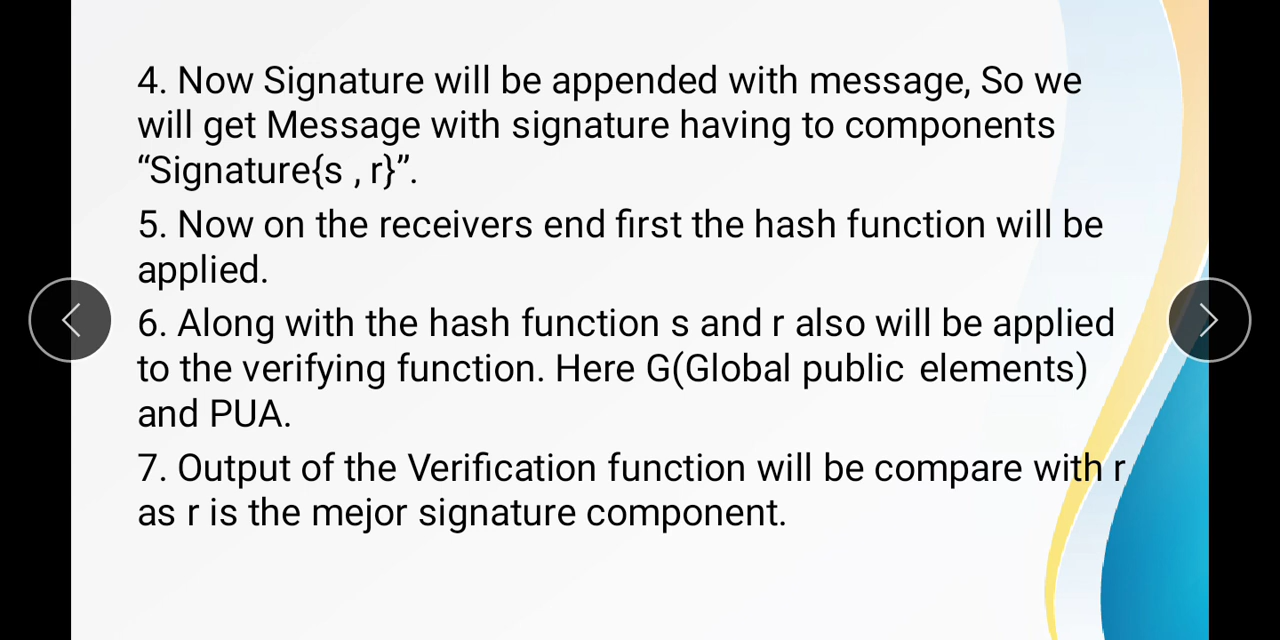 4. Now Signature will be appended with message, So we
will get Message with signature having to components
“Signature{s , r}”.
5. Now on the receivers end first the hash function will be
applied.
6. Along with the hash function s and r also will be applied
to the verifying function. Here G(Global public elements)
and PUA.
7. Output of the Verification function will be compare with r
as r is the mejor signature component.